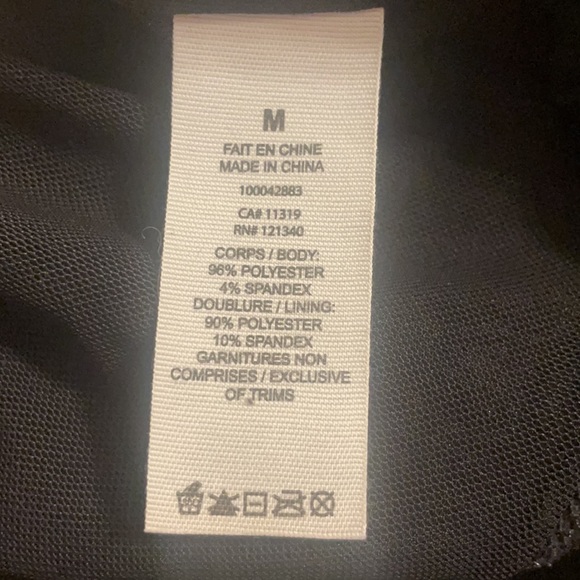 M
FAIT EN CHINE
MADE IN CHINA
100042883
CA# 11319
RN# 121340
CORPS / BODY:
96% POLYESTER
4% SPANDEX
DOUBLURE / LINING:
90% POLYESTER
10% SPANDEX
GARNITURES NON
COMPRISES / EXCLUSIVE
OF TRIMS